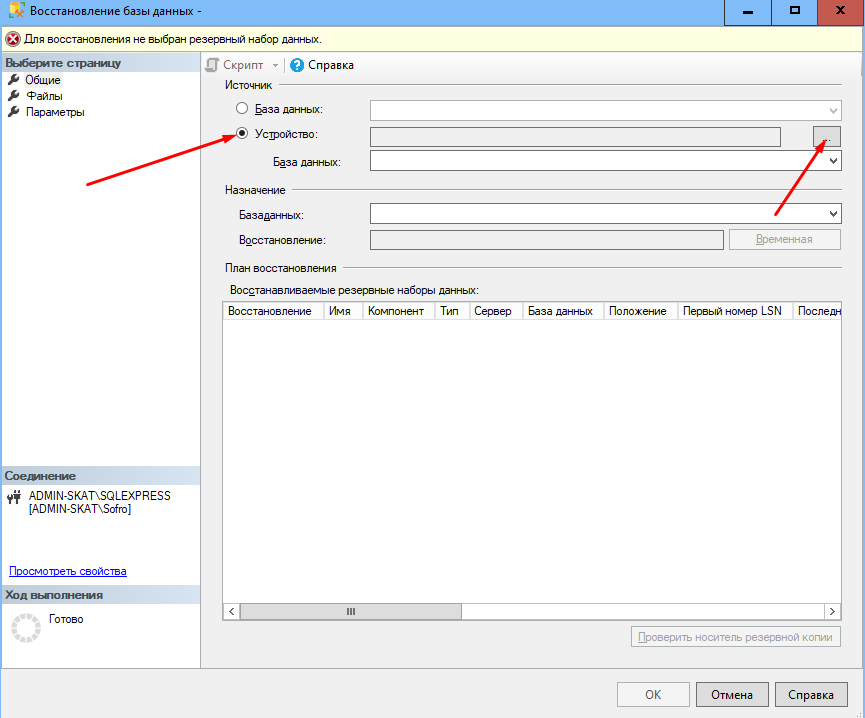 Восстановление базы данных -
Для восстановления не выбран резервный набор данных.
Выберите страницу
Общие
Файлы
Параметры
Скрипт
Справка
Источник
База данных:
Устройство:
...
База данных:
Назначение
Базаданных:
Восстановление:
Временная
План восстановления
Восстанавливаемые резервные наборы данных:
Восстановление Имя Компонент Тип Сервер База данных Положение Первый номер LSN Последн
Соединение
ADMIN-SKAT\SQLEXPRESS
[ADMIN-SKAT\Sofro]
Просмотреть свойства
Ход выполнения
Готово
Проверить носитель резервной копии
OK
Отмена
Справка